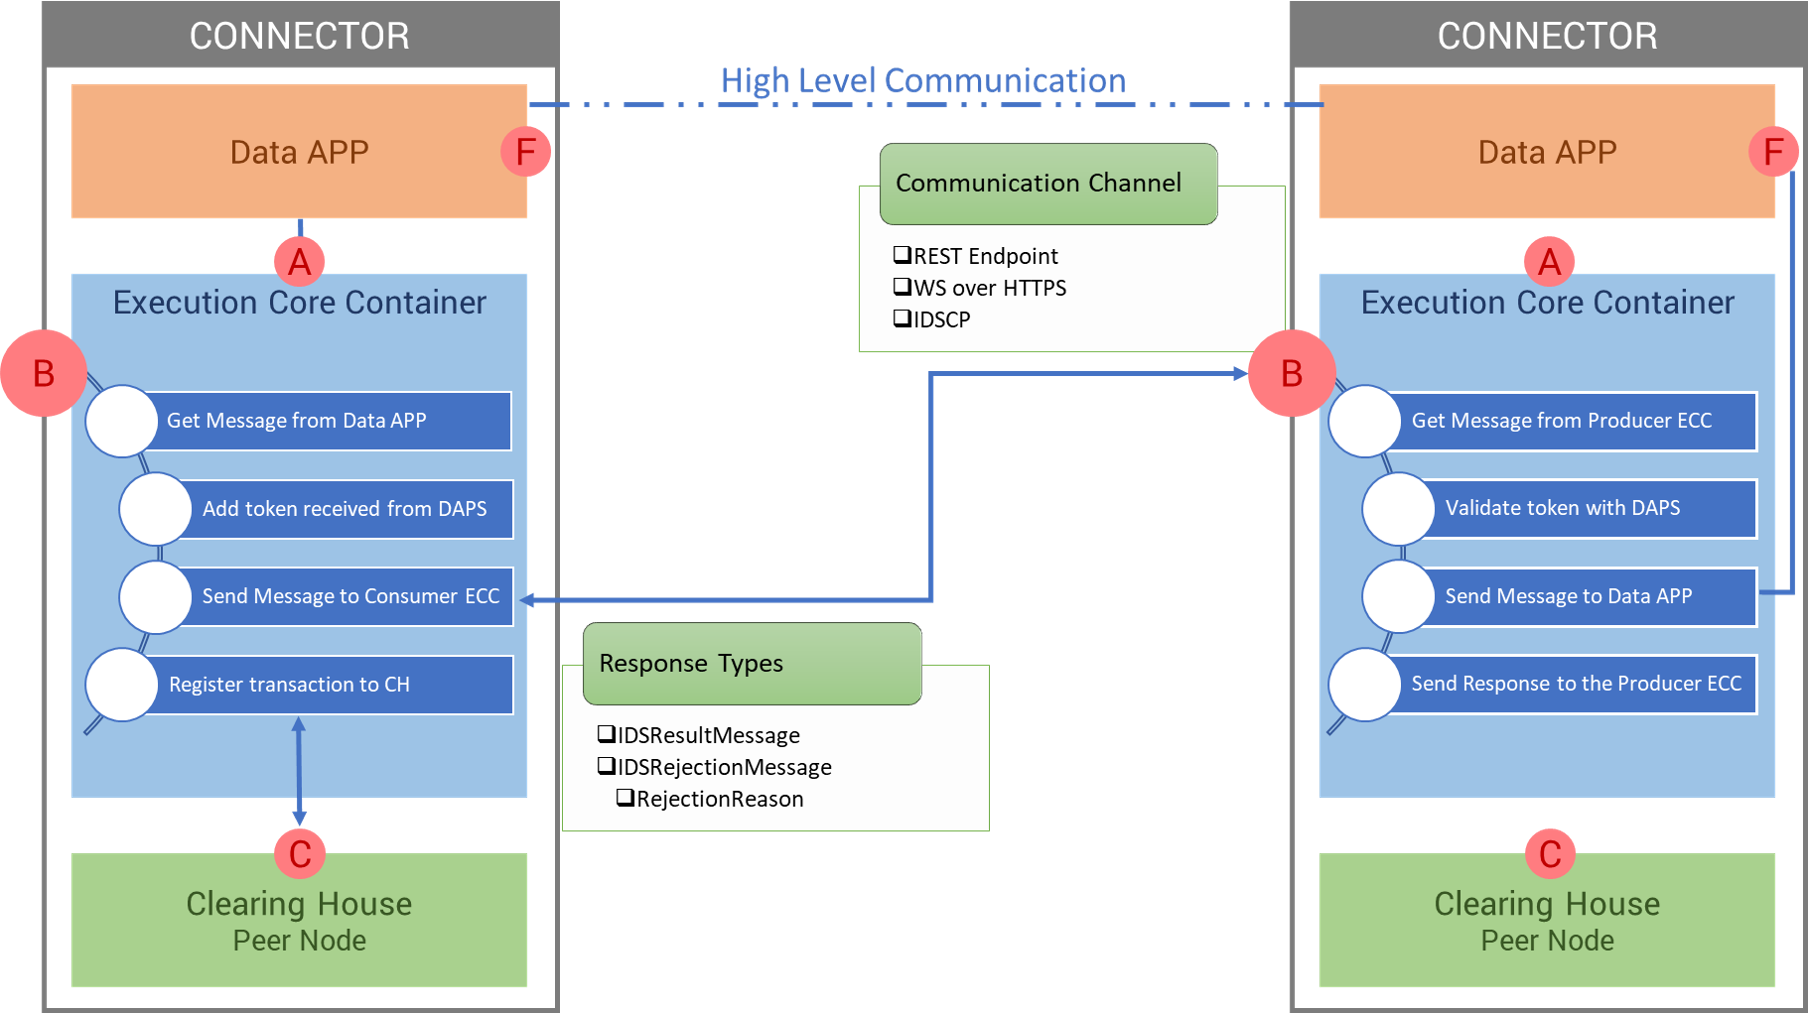 CONNECTOR
Data APP
F
A
Execution Core Container
B
Get Message from Data APP
Add token received from DAPS
Send Message to Consumer ECC
Register transaction to CH
C
Clearing House
Peer Node
High Level Communication
Communication Channel
REST Endpoint
WS over HTTPS
IDSCP
Response Types
IDSResultMessage
IDSRejectionMessage
RejectionReason
CONNECTOR
Data APP
F
A
Execution Core Container
B
Get Message from Producer ECC
Validate token with DAPS
Send Message to Data APP
Send Response to the Producer ECC
C
Clearing House
Peer Node